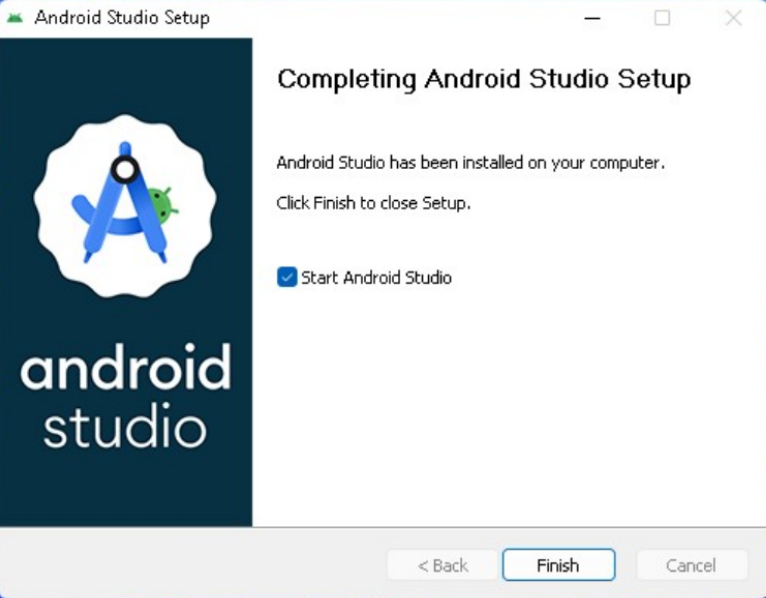 Android Studio Setup
Completing Android Studio Setup
Android Studio has been installed on your computer.
Click Finish to close Setup.
Start Android Studio
android
studio
< Back
Finish
Cancel